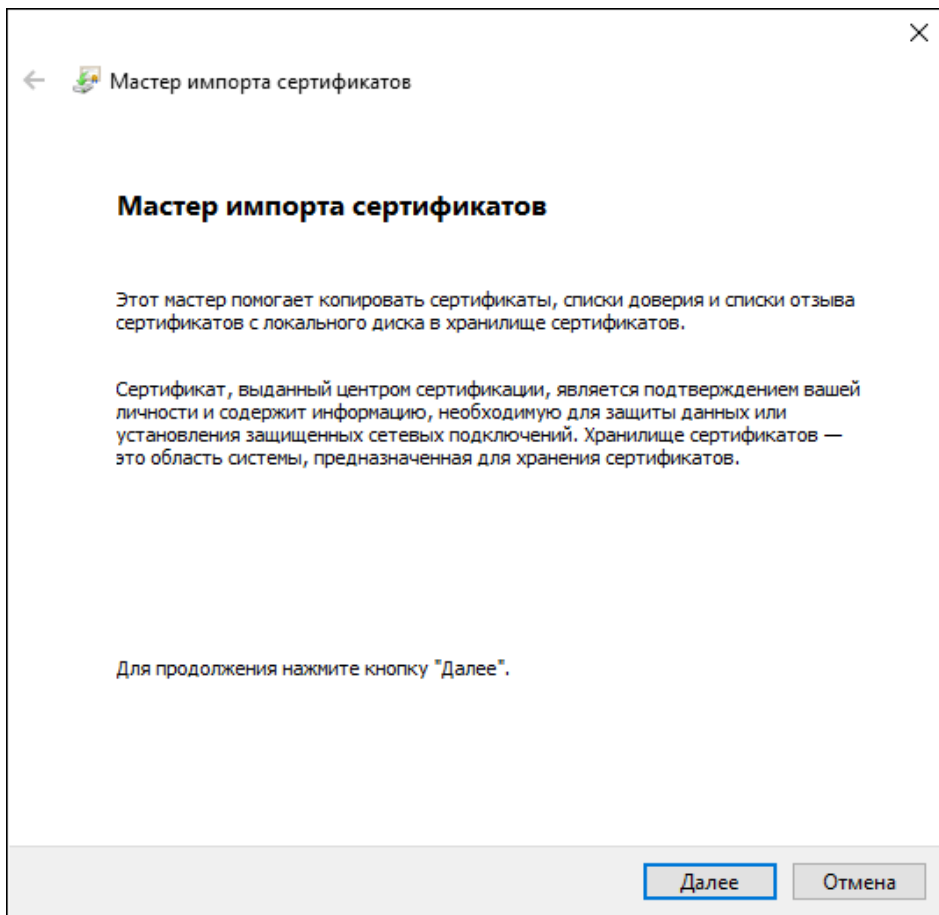 Мастер импорта сертификатов
Мастер импорта сертификатов
Этот мастер помогает копировать сертификаты, списки доверия и списки отзыва
сертификатов с локального диска в хранилище сертификатов.
Сертификат, выданный центром сертификации, является подтверждением вашей
личности и содержит информацию, необходимую для защиты данных или
установления защищенных сетевых подключений. Хранилище сертификатов —
это область системы, предназначенная для хранения сертификатов.
Для продолжения нажмите кнопку "Далее".
Далее
Отмена